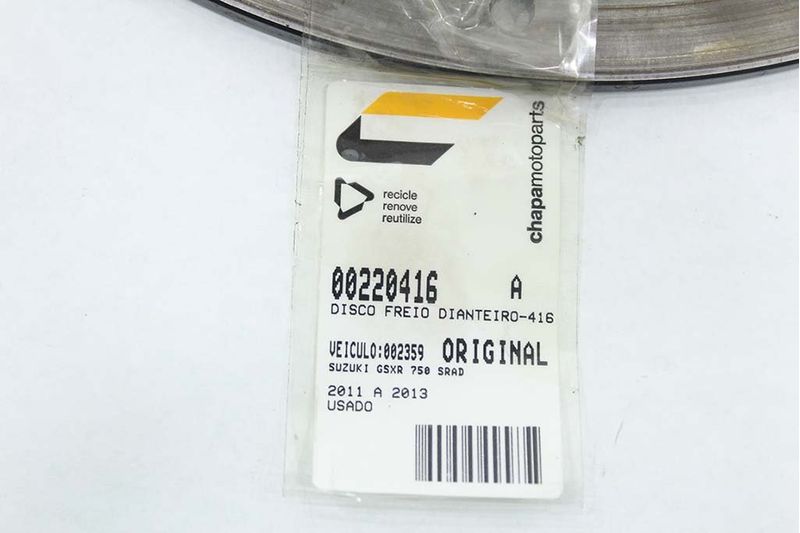 chapamotoparts
recicle
renove
reutilize
00220416 A
DISCO FREIO DIANTEIRO-416
VEICULO:002359 ORIGINAL
SUZUKI GSXR 750 SRAD
2011 A 2013
USADO